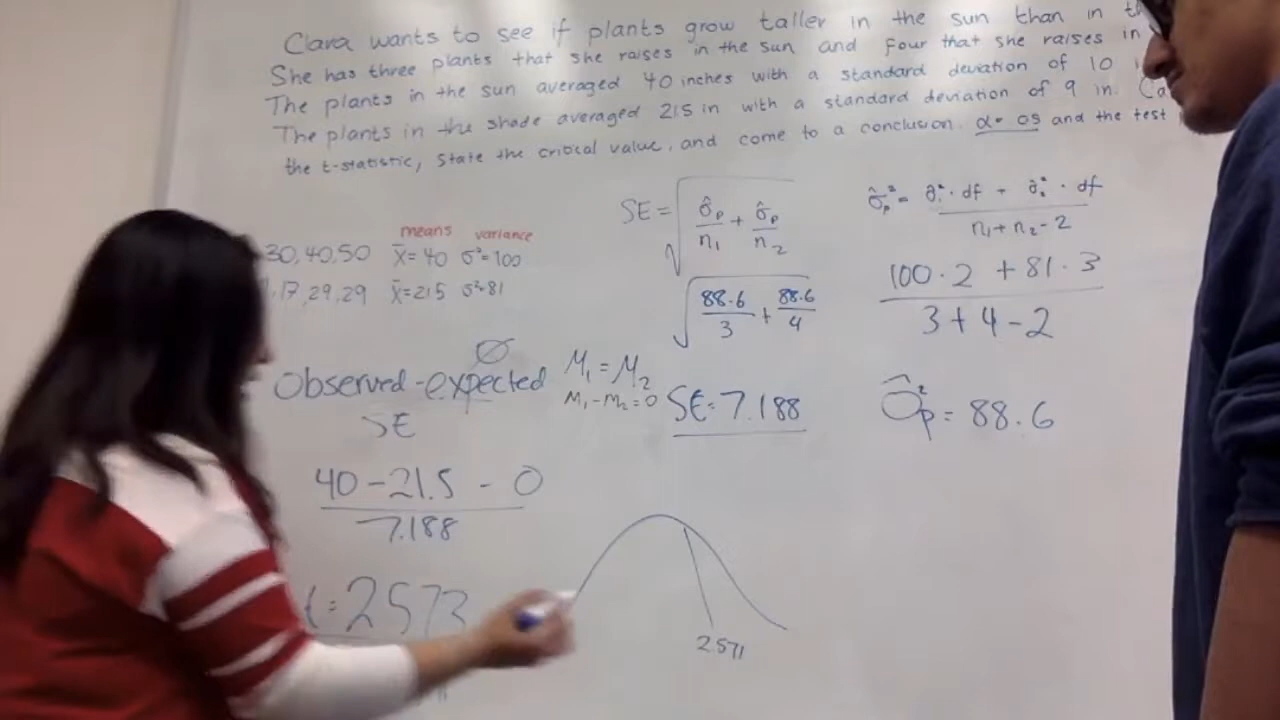 Clara wants to see if plants grow taller in the sun than in
She has three plants that she raises in the sun and four that she raises in
The plants in the sun averaged 40 inches with a standard deviation of 10
The plants in the shade averaged 21.5 in with a standard deviation of 9 in.
the t-statistic, state the critical value, and come to a conclusion. α= 05 and the test
means variance
30,40,50 x̄=40 σ²=100
17,29,29 x̄=21.5 σ²=81
SE = √ σ̂p/n₁ + σ̂p/n₂
√ 88.6/3 + 88.6/4
SE=7.188
σ̂p² = σ̂₁²·df + σ̂₂²·df
n₁+n₂-2
100·2 +81·3
3+4-2
σ̂p² = 88.6
∅
Observed-expected
SE
M₁=M₂
M₁-M₂=0
40-21.5 - 0
7.188
t=2.573
2.571